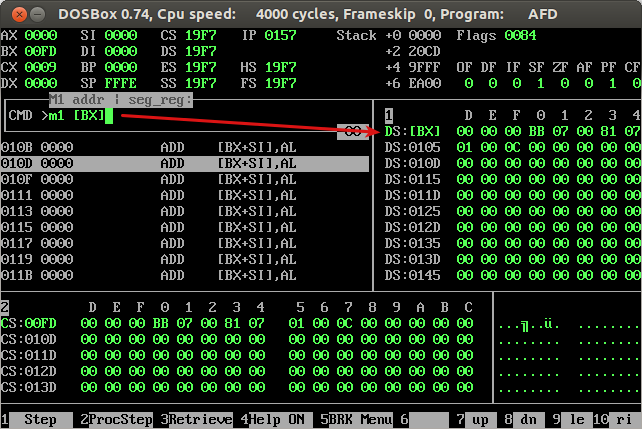 DOSBox 0.74, Cpu speed: 4000 cycles, Frameskip 0, Program: AFD
AX 0000 SI 0000 CS 19F7 IP 0157 Stack +0 0000 Flags 0084
BX 00FD DI 0000 DS 19F7 +2 20CD
CX 0009 BP 0000 ES 19F7 HS 19F7 +4 9FFF OF DF IF SF ZF AF PF CF
DX 0000 SP FFFE SS 19F7 FS 19F7 +6 EA00 0 0 0 1 0 0 1 0
M1 addr ¦ seg_reg:
CMD >m1 [BX]
1 D E F 0 1 2 3 4
DS:[BX] 00 00 00 BB 07 00 81 07
010B 0000 ADD [BX+SI],AL DS:0105 01 00 0C 00 00 00 00 00
010D 0000 ADD [BX+SI],AL DS:010D 00 00 00 00 00 00 00 00
010F 0000 ADD [BX+SI],AL DS:0115 00 00 00 00 00 00 00 00
0111 0000 ADD [BX+SI],AL DS:011D 00 00 00 00 00 00 00 00
0113 0000 ADD [BX+SI],AL DS:0125 00 00 00 00 00 00 00 00
0115 0000 ADD [BX+SI],AL DS:012D 00 00 00 00 00 00 00 00
0117 0000 ADD [BX+SI],AL DS:0135 00 00 00 00 00 00 00 00
0119 0000 ADD [BX+SI],AL DS:013D 00 00 00 00 00 00 00 00
011B 0000 ADD [BX+SI],AL DS:0145 00 00 00 00 00 00 00 00
2 D E F 0 1 2 3 4 5 6 7 8 9 A B C
CS:00FD 00 00 00 BB 07 00 81 07 01 00 0C 00 00 00 00 00 ...╗..ü. ........
CS:010D 00 00 00 00 00 00 00 00 00 00 00 00 00 00 00 00 ........ ........
CS:011D 00 00 00 00 00 00 00 00 00 00 00 00 00 00 00 00 ........ ........
CS:012D 00 00 00 00 00 00 00 00 00 00 00 00 00 00 00 00 ........ ........
CS:013D 00 00 00 00 00 00 00 00 00 00 00 00 00 00 00 00 ........ ........
1 Step 2ProcStep 3Retrieve 4Help ON 5BRK Menu 6 7 up 8 dn 9 le 10 ri